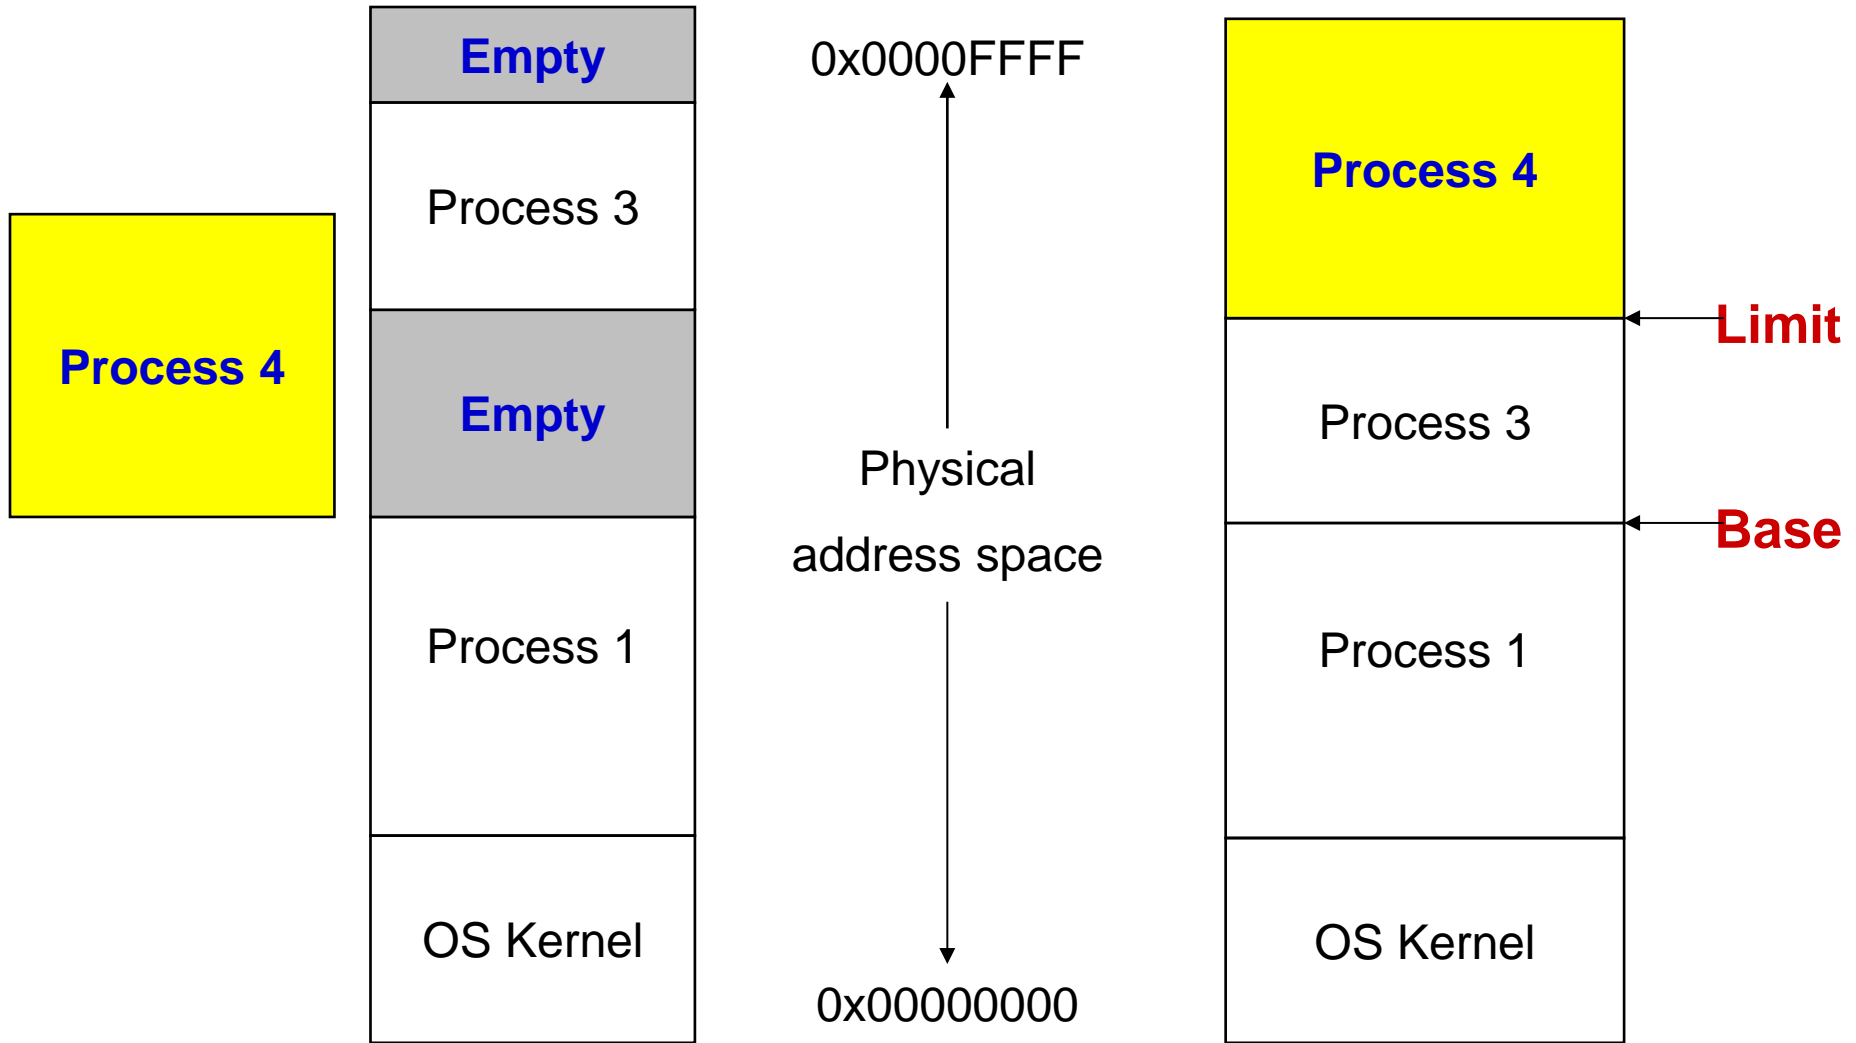 Process 4
Empty
Process 3
Empty
Process 1
OS Kernel
0x0000FFFF
Physical
address space
0x00000000
Process 4
Process 3
Process 1
OS Kernel
Limit
Base